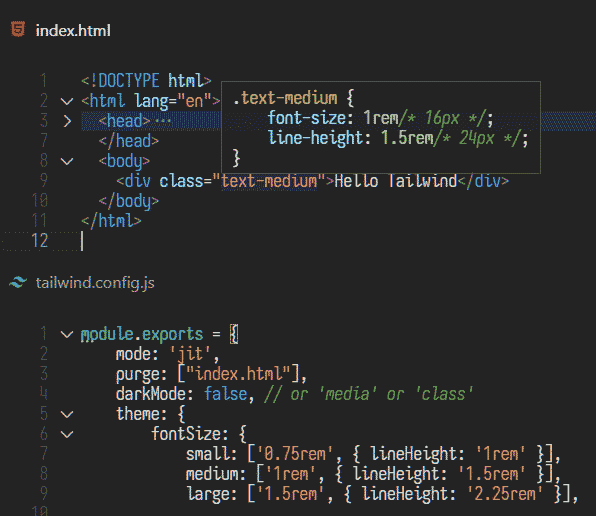 index.html
1 <!DOCTYPE html>
2 <html lang="en">
3 <head>···
7 </head>
8 <body>
9 <div class="text-medium">Hello Tailwind</div>
10 </body>
11 </html>
12
.text-medium {
font-size: 1rem/* 16px */;
line-height: 1.5rem/* 24px */;
}
tailwind.config.js
1 module.exports = {
2 mode: 'jit',
3 purge: ["index.html"],
4 darkMode: false, // or 'media' or 'class'
5 theme: {
6 fontSize: {
7 small: ['0.75rem', { lineHeight: '1rem' }],
8 medium: ['1rem', { lineHeight: '1.5rem' }],
9 large: ['1.5rem', { lineHeight: '2.25rem' }],
10